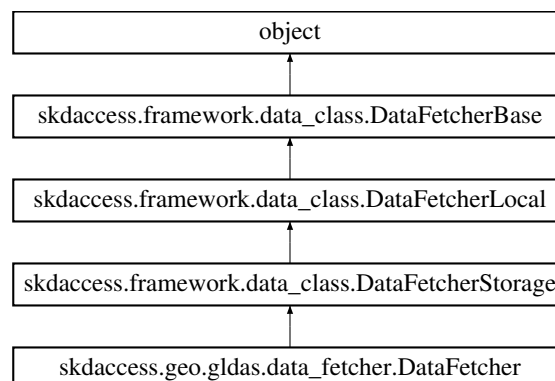 object
skdaccess.framework.data_class.DataFetcherBase
skdaccess.framework.data_class.DataFetcherLocal
skdaccess.framework.data_class.DataFetcherStorage
skdaccess.geo.gldas.data_fetcher.DataFetcher